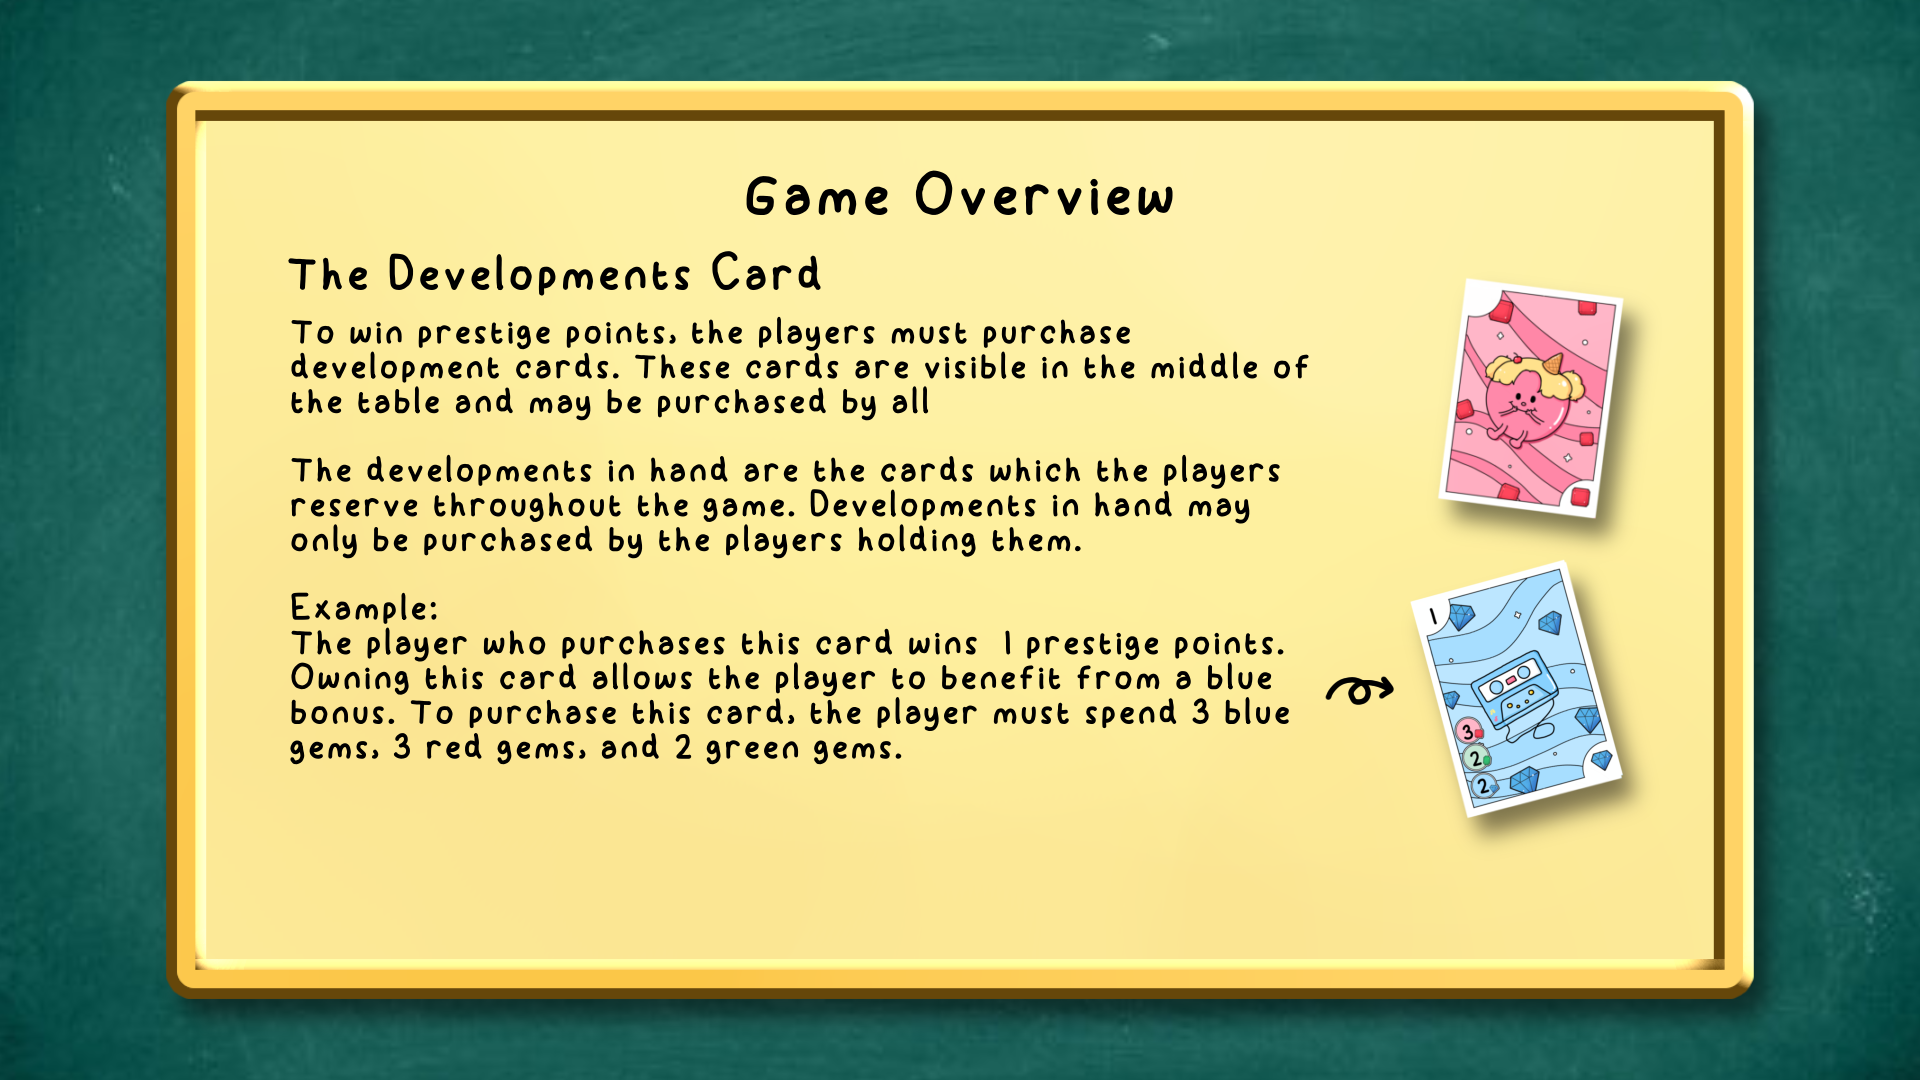 Game Overview
The Developments Card
To win prestige points, the players must purchase
development cards. These cards are visible in the middle of
the table and may be purchased by all
The developments in hand are the cards which the players
reserve throughout the game. Developments in hand may
only be purchased by the players holding them.
Example:
The player who purchases this card wins  1 prestige points.
Owning this card allows the player to benefit from a blue
bonus. To purchase this card, the player must spend 3 blue
gems, 3 red gems, and 2 green gems.
1
3
2
2